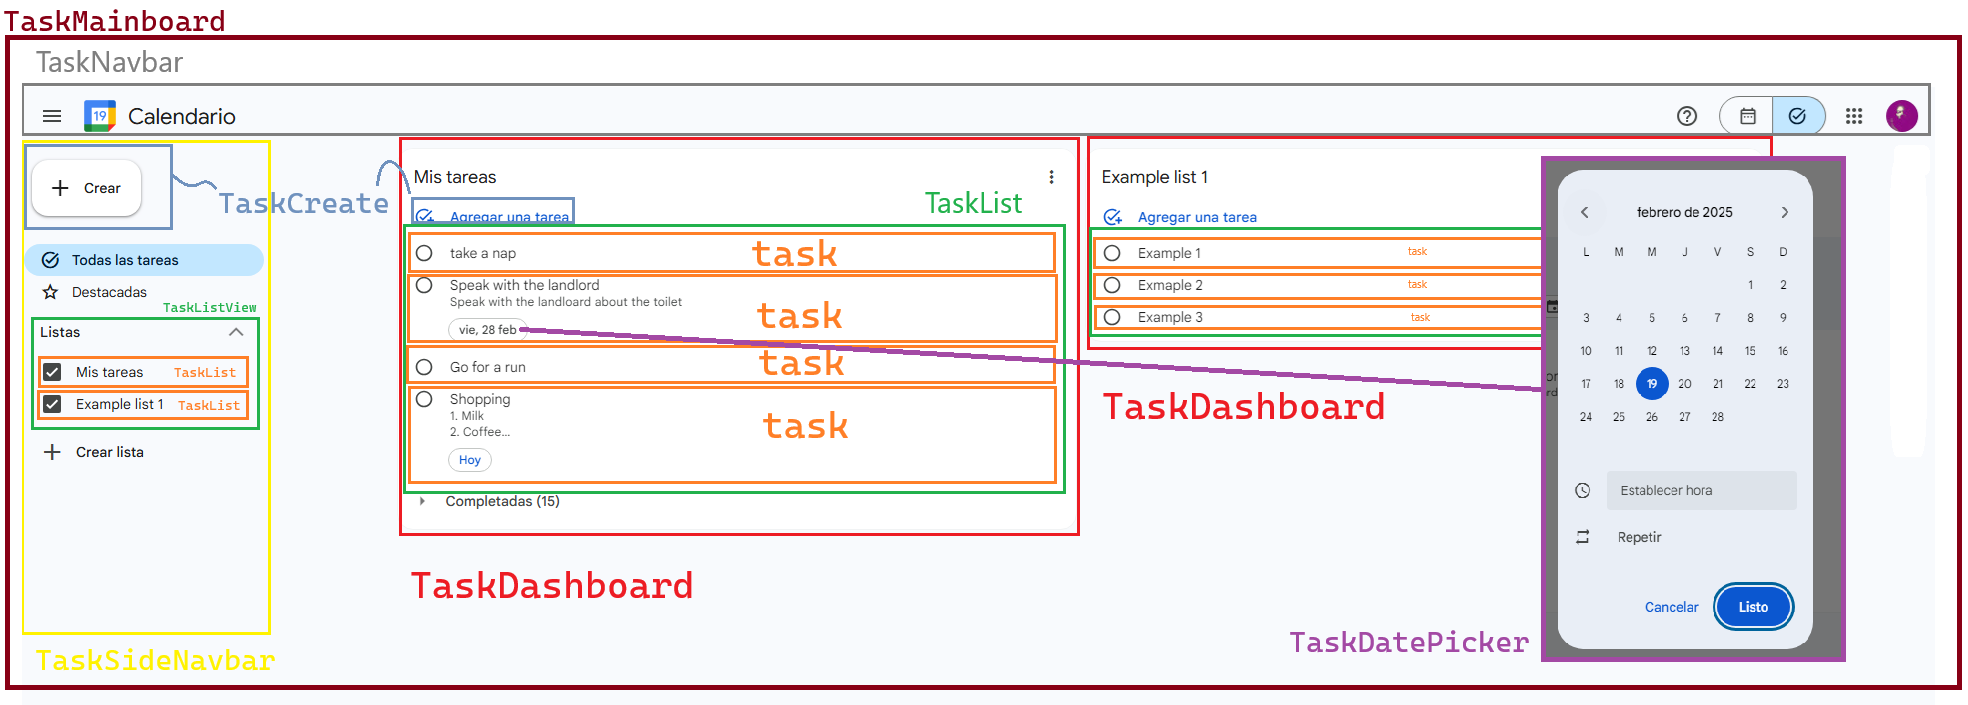 TaskMainboard
TaskNavbar
19 Calendario
Crear
TaskCreate
Todas las tareas
Destacadas
TaskListView
Listas
Mis tareas TaskList
Example list 1 TaskList
Crear lista
TaskSideNavbar
Mis tareas
Agregar una tarea
TaskList
take a nap task
Speak with the landlord
Speak with the landloard about the toilet
task
vie, 28 feb
Go for a run task
Shopping
1. Milk
2. Coffee...
task
Hoy
Completadas (15)
TaskDashboard
Example list 1
Agregar una tarea
Example 1 task
Exmaple 2 task
Example 3 task
TaskDashboard
febrero de 2025
L M M J V S D
1 2
3 4 5 6 7 8 9
10 11 12 13 14 15 16
17 18 19 20 21 22 23
24 25 26 27 28
Establecer hora
Repetir
Cancelar Listo
TaskDatePicker